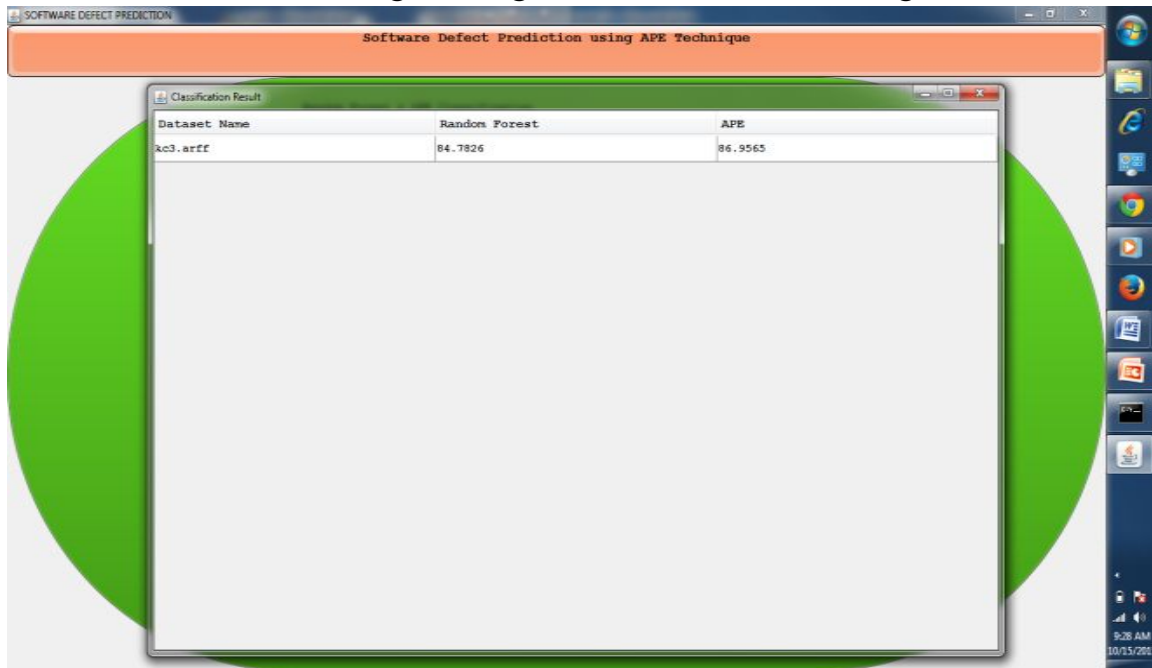 SOFTWARE DEFECT PREDICTION
Software Defect Prediction using APE Technique
Classification Result
Dataset Name Random Forest APE
kc3.arff 84.7826 86.9565
9:28 AM